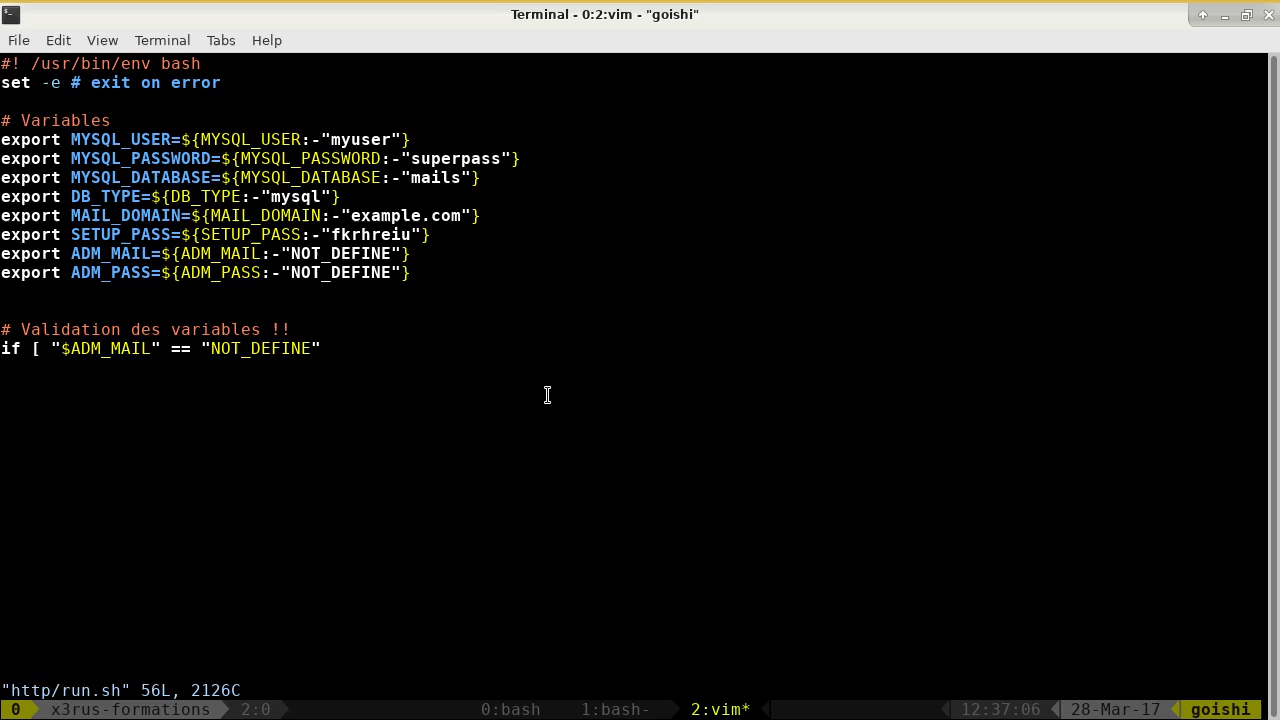 Terminal - 0:2:vim - "goishi"
File Edit View Terminal Tabs Help
#! /usr/bin/env bash
set -e # exit on error
# Variables
export MYSQL_USER=${MYSQL_USER:-"myuser"}
export MYSQL_PASSWORD=${MYSQL_PASSWORD:-"superpass"}
export MYSQL_DATABASE=${MYSQL_DATABASE:-"mails"}
export DB_TYPE=${DB_TYPE:-"mysql"}
export MAIL_DOMAIN=${MAIL_DOMAIN:-"example.com"}
export SETUP_PASS=${SETUP_PASS:-"fkrhreiu"}
export ADM_MAIL=${ADM_MAIL:-"NOT_DEFINE"}
export ADM_PASS=${ADM_PASS:-"NOT_DEFINE"}
# Validation des variables !!
if [ "$ADM_MAIL" == "NOT_DEFINE"
"http/run.sh" 56L, 2126C
0 x3rus-formations 2:0 0:bash 1:bash- 2:vim* 12:37:06 28-Mar-17 goishi